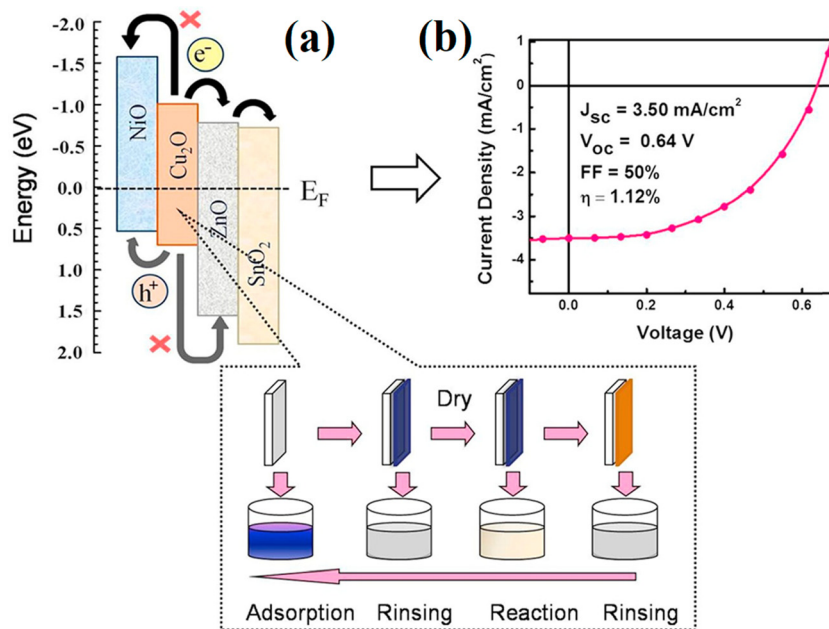 (a)
(b)
Energy (eV)
-2.0
-1.5
-1.0
-0.5
0.0
0.5
1.0
1.5
2.0
NiO
Cu₂O
ZnO
SnO₂
e⁻
h⁺
E_F
Current Density (mA/cm²)
1
0
-1
-2
-3
-4
J_SC = 3.50 mA/cm²
V_OC = 0.64 V
FF = 50%
η = 1.12%
0.0 0.2 0.4 0.6
Voltage (V)
Dry
Adsorption Rinsing Reaction Rinsing